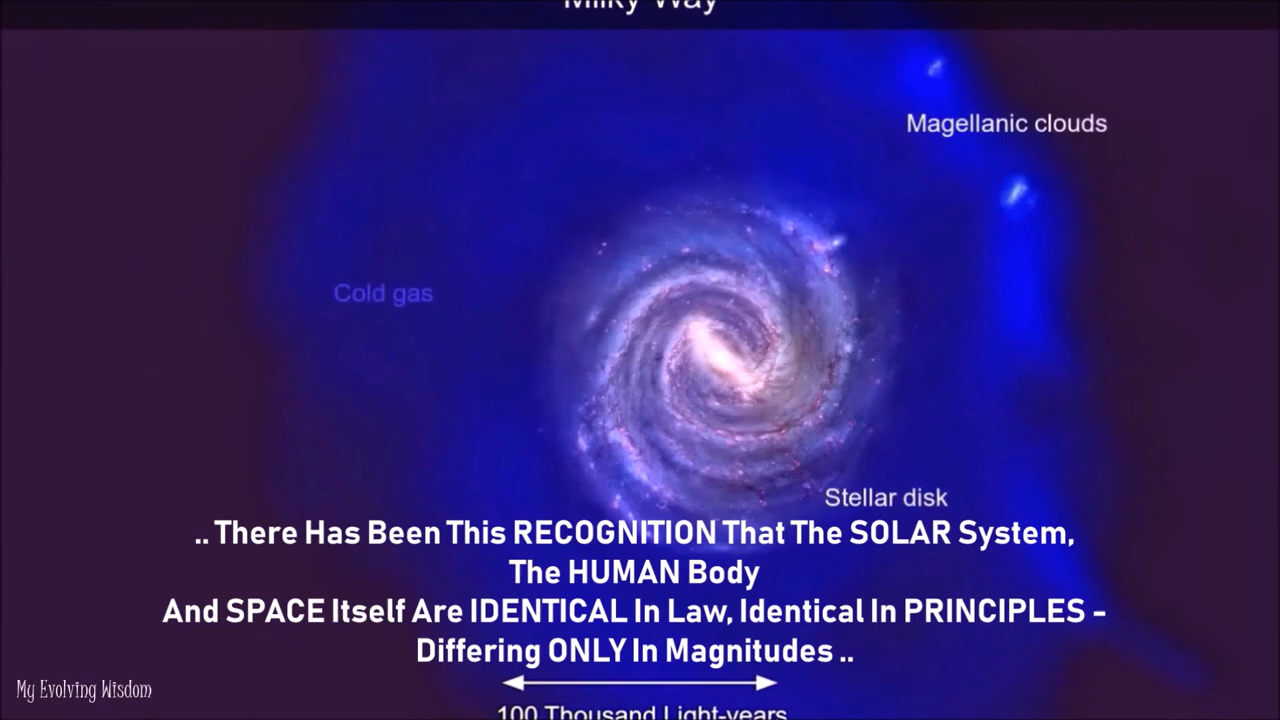 Milky Way
Magellanic clouds
Cold gas
Stellar disk
.. There Has Been This RECOGNITION That The SOLAR System,
The HUMAN Body
And SPACE Itself Are IDENTICAL In Law, Identical In PRINCIPLES -
Differing ONLY In Magnitudes ..
My Evolving Wisdom
100 Thousand Light-years